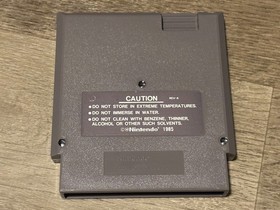 CAUTION
REV-A
●DO NOT STORE IN EXTREME TEMPERATURES.
●DO NOT IMMERSE IN WATER.
●DO NOT CLEAN WITH BENZENE, THINNER,
ALCOHOL OR OTHER SUCH SOLVENTS.
©®Nintendo® 1985